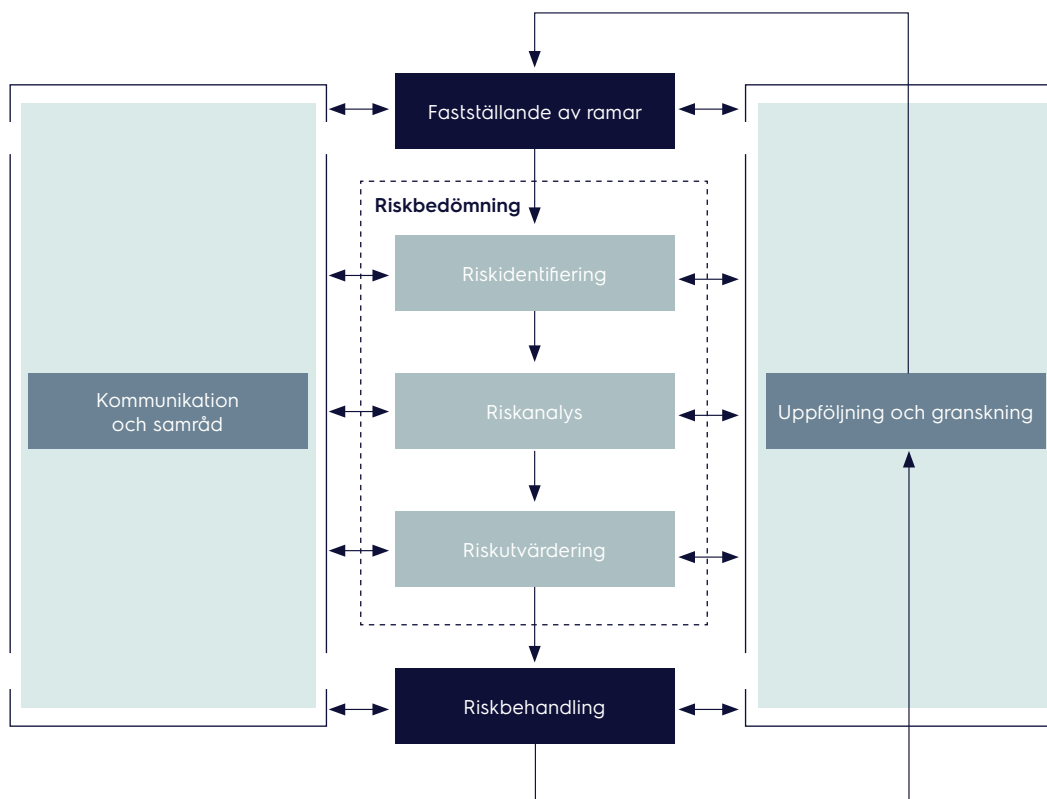 Fastställande av ramar
Riskbedömning
Riskidentifiering
Kommunikation
och samråd
Riskanalys
Uppföljning och granskning
Riskutvärdering
Riskbehandling